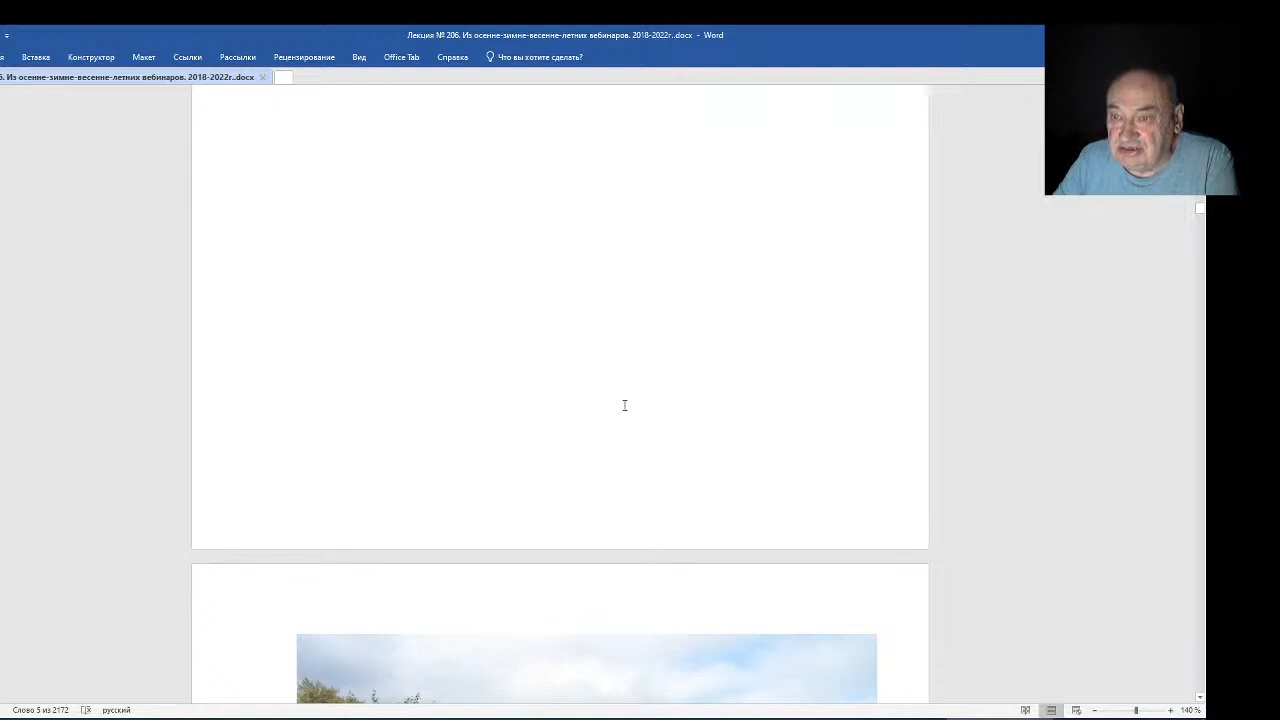 Лекция № 206. Из осенне-зимне-весенне-летних вебинаров. 2018-2022г..docx - Word
я Вставка Конструктор Макет Ссылки Рассылки Рецензирование Вид Office Tab Справка Что вы хотите сделать?
6. Из осенне-зимне-весенне-летних вебинаров. 2018-2022г..docx
Слово 5 из 2172 русский 140 %